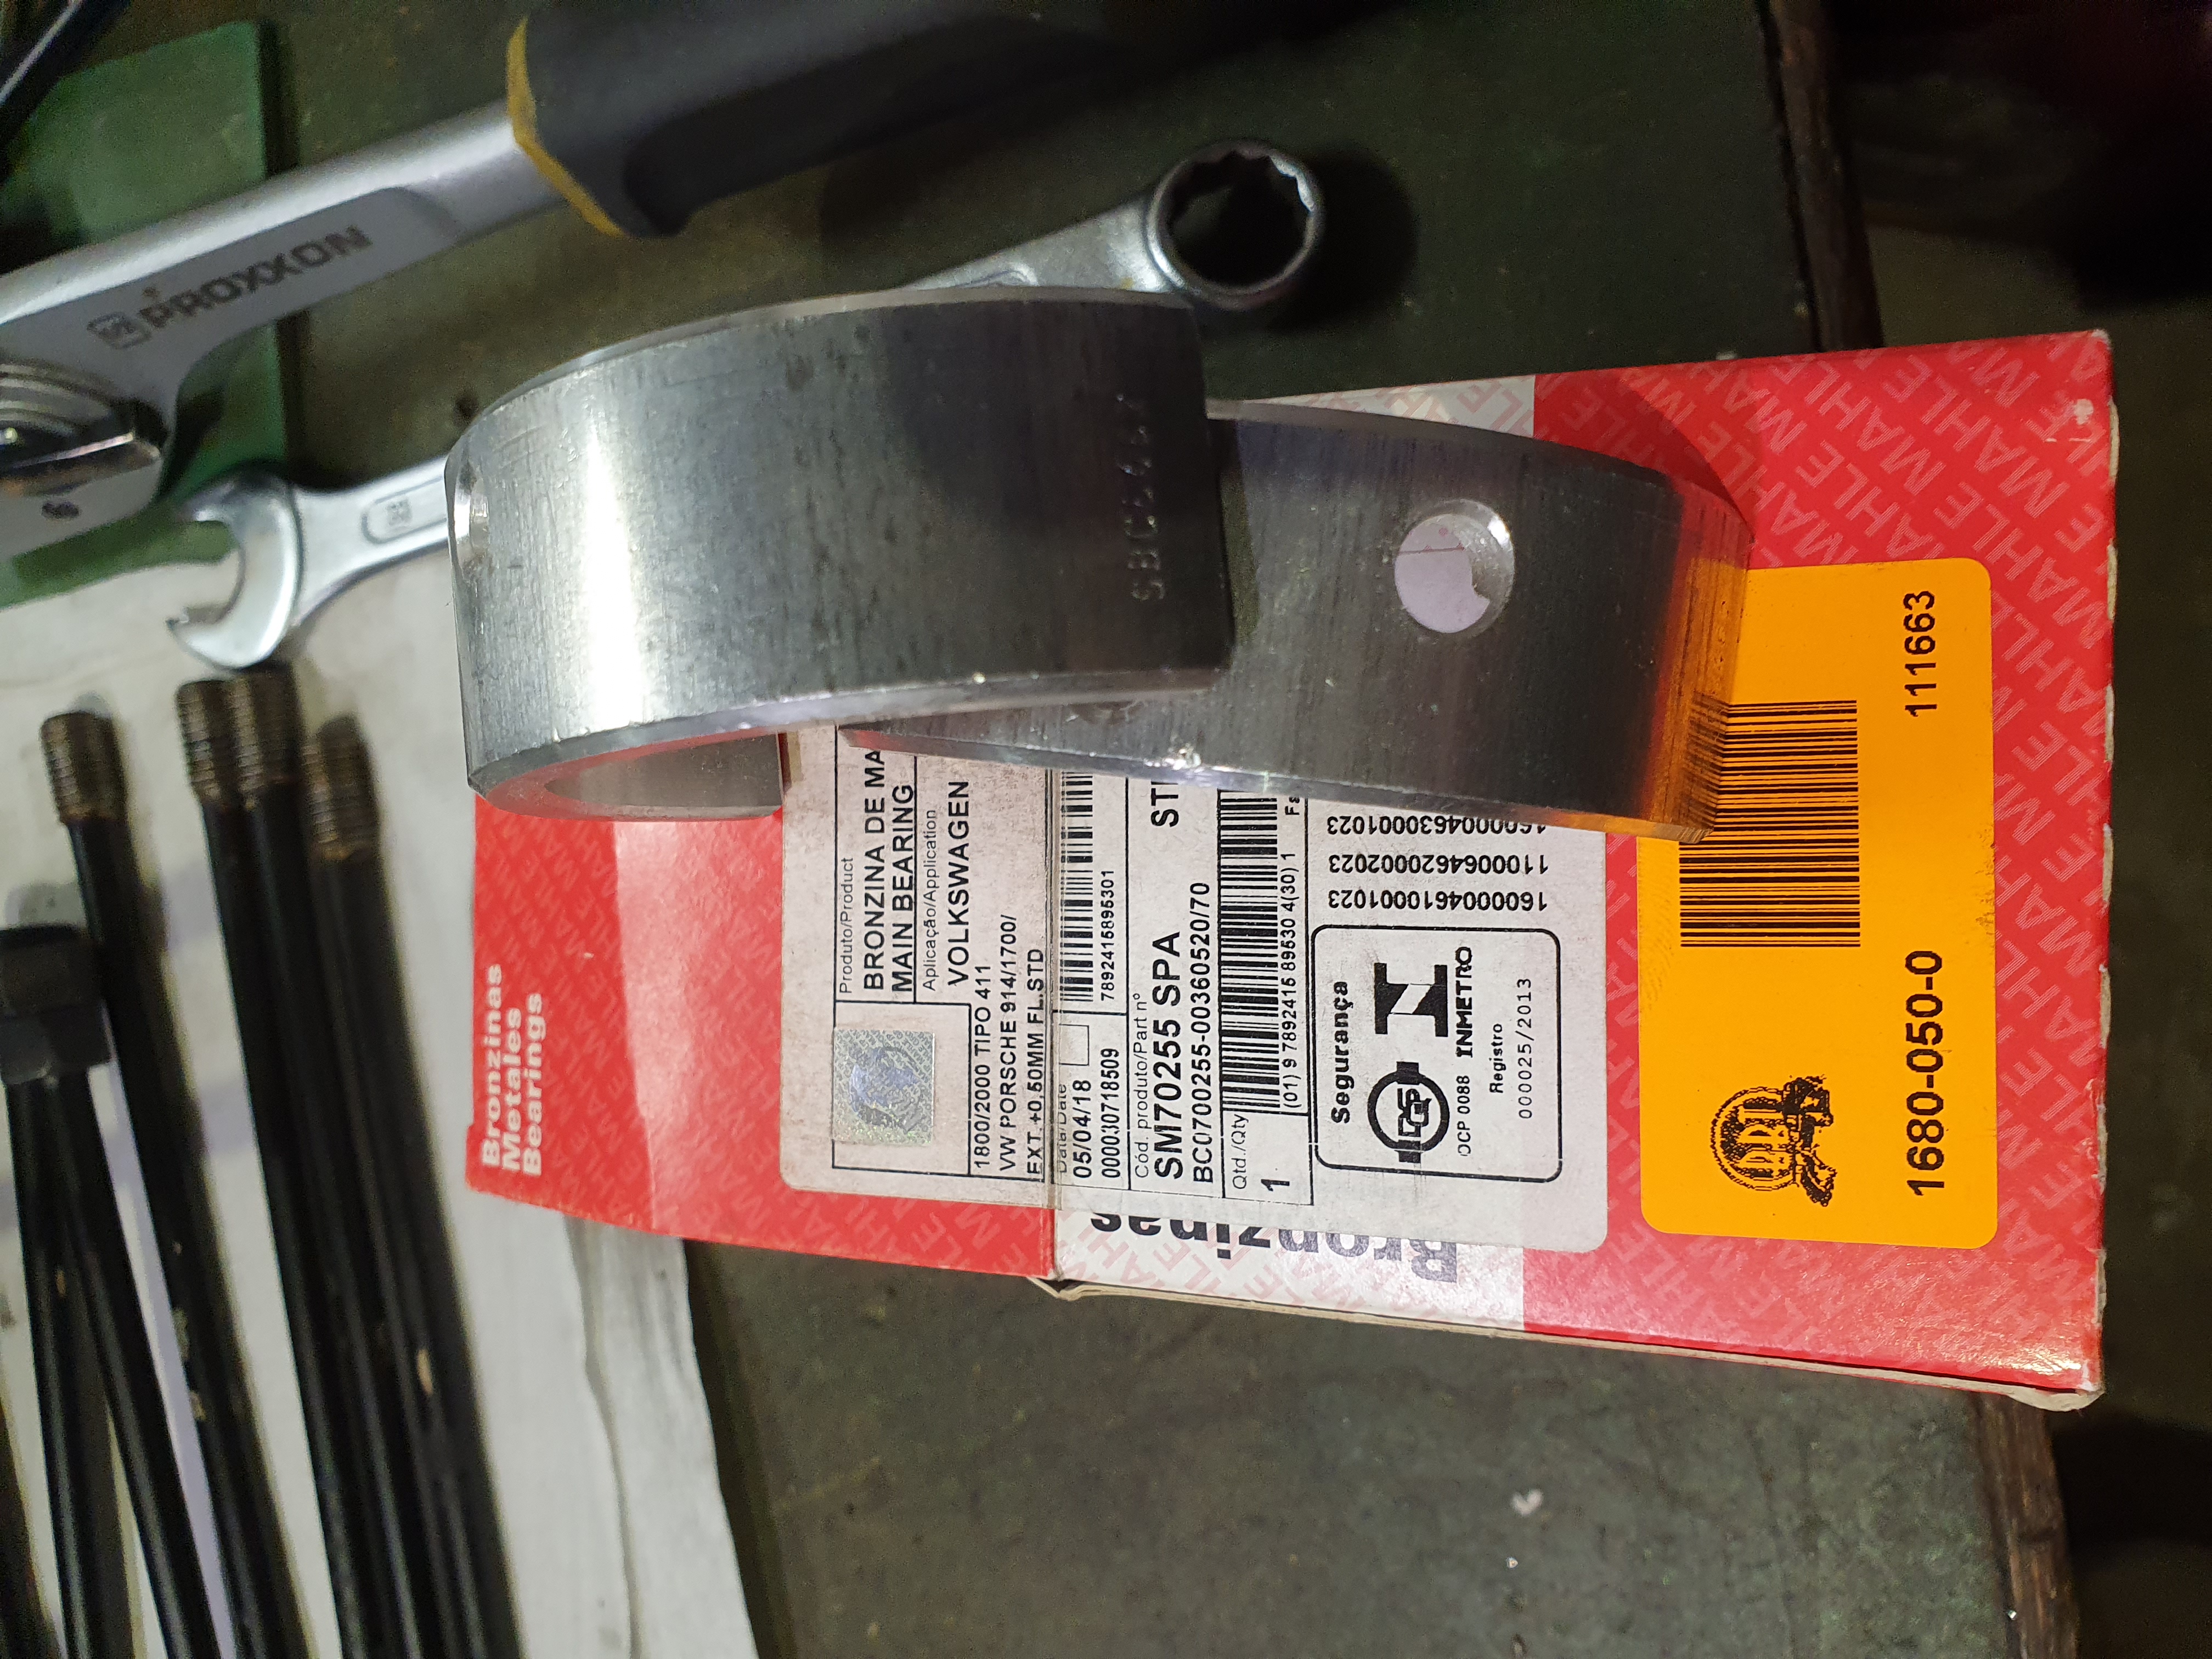 PROXXON
Bronzinas
Metales
Bearings
Produto/Product
BRONZINA DE MA
MAIN BEARING
Aplicação/Application
VOLKSWAGEN
1800/2000 TIPO 411
VW PORSCHE 914/1700/
EXT.+0,50MM FL.STD
Data/Date
05/04/18
000030718509
7892415895301
Cód. produto/Part nº
SM70255 SPA
BC0700255-00360520/70
Qtd./Qty
1
(01) 9 7892415 89530 4(30) 1
Segurança
OCP 0088
INMETRO
Registro
000025/2013
1600004610001023
1100064620002023
1600004630001023
Bronzinas
1680-050-0
111663
MAHLE